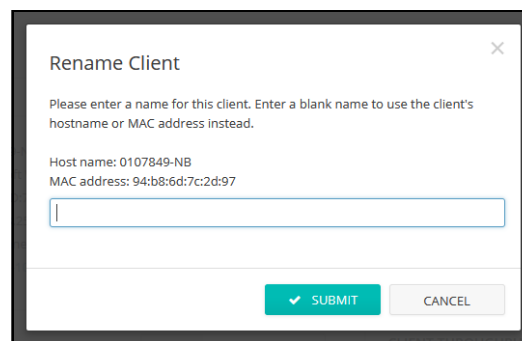 Rename Client
Please enter a name for this client. Enter a blank name to use the client's
hostname or MAC address instead.
Host name: 0107849-NB
MAC address: 94:b8:6d:7c:2d:97
SUBMIT
CANCEL